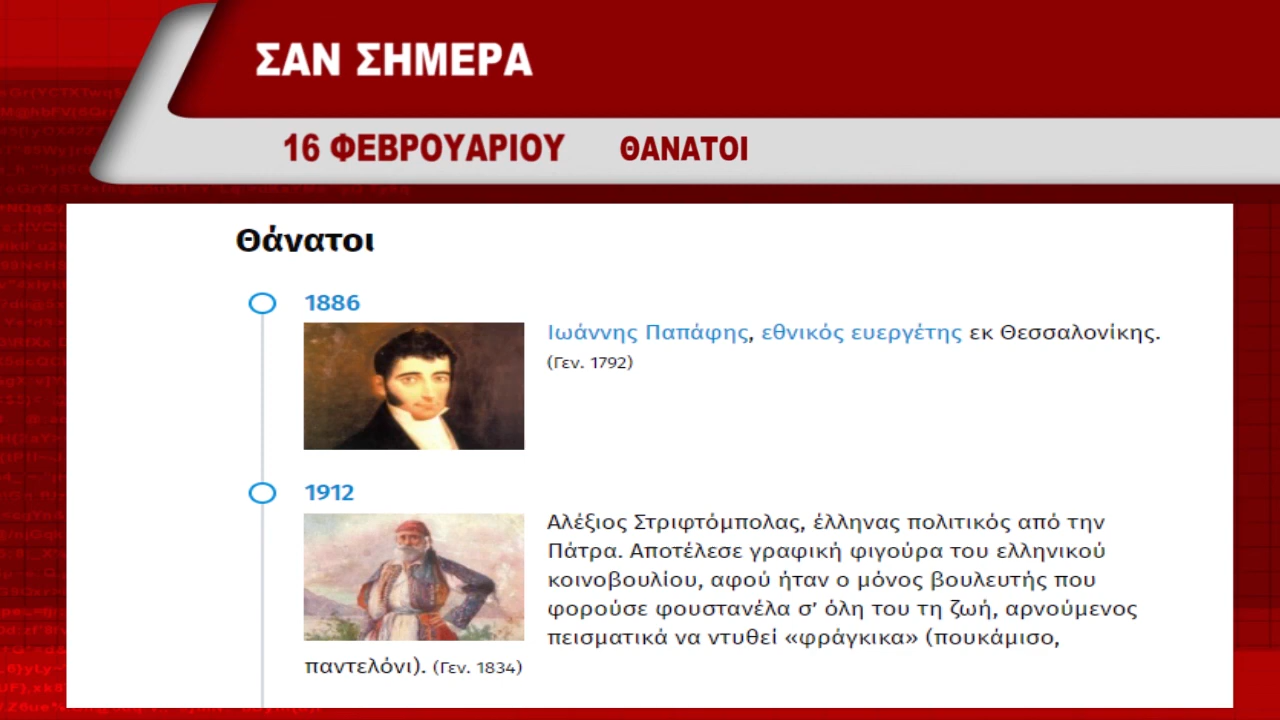 ΣΑΝ ΣΗΜΕΡΑ
16 ΦΕΒΡΟΥΑΡΙΟΥ ΘΑΝΑΤΟΙ
Θάνατοι
1886
Ιωάννης Παπάφης, εθνικός ευεργέτης εκ Θεσσαλονίκης.
(Γεν. 1792)
1912
Αλέξιος Στριφτόμπολας, έλληνας πολιτικός από την
Πάτρα. Αποτέλεσε γραφική φιγούρα του ελληνικού
κοινοβουλίου, αφού ήταν ο μόνος βουλευτής που
φορούσε φουστανέλα σ' όλη του τη ζωή, αρνούμενος
πεισματικά να ντυθεί «φράγκικα» (πουκάμισο,
παντελόνι). (Γεν. 1834)